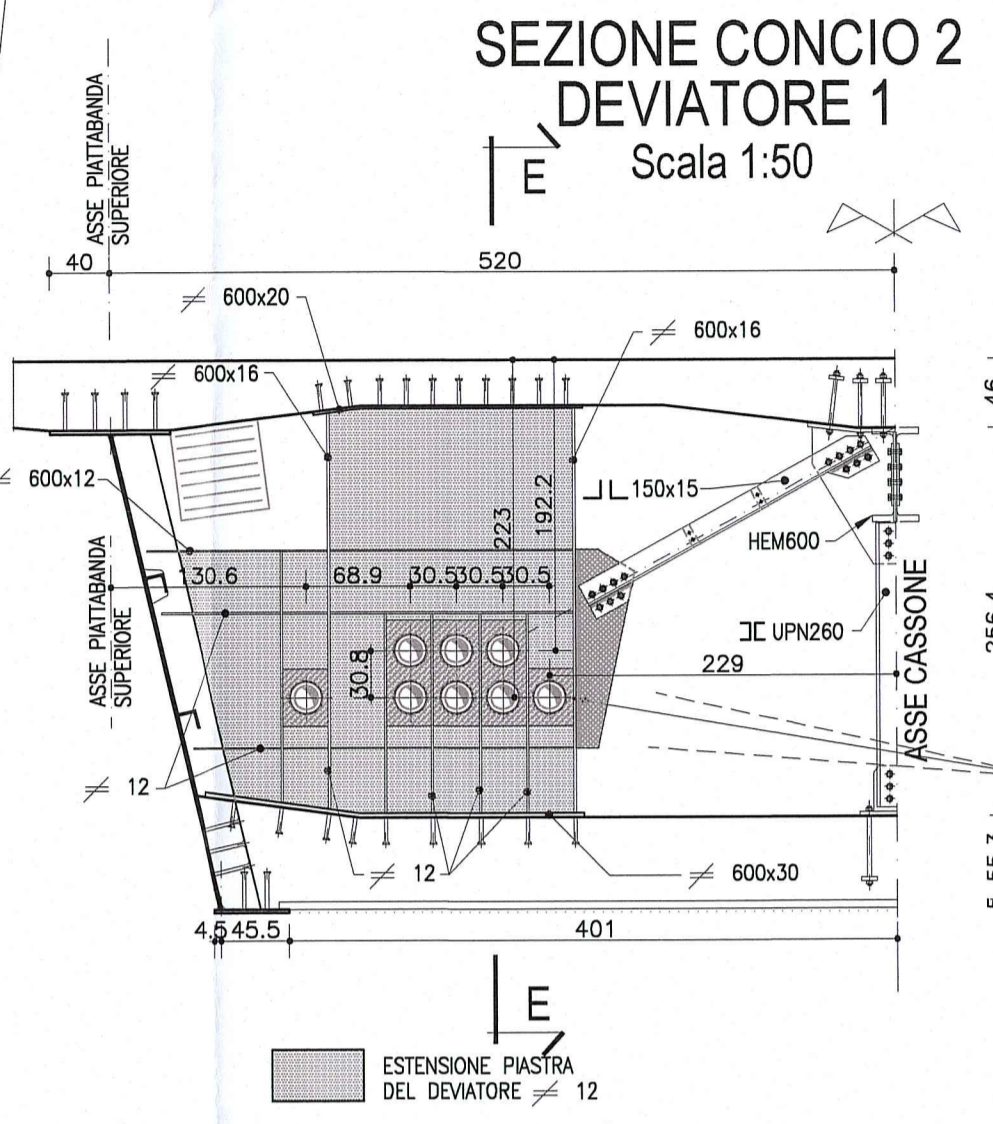 SEZIONE CONCIO 2
DEVIATORE 1
Scala 1:50
E
ASSE PIATTABANDA
SUPERIORE
40
520
600x20
600x16
600x16
46
600x12
150x15
223
192.2
HEM600
ASSE PIATTABANDA
SUPERIORE
130.6
68.9
30.5
30.5
30.5
UPN260
30.8
229
ASSE CASSONE
256.4
12
12
600x30
4.5
45.5
401
E
ESTENSIONE PIASTRA
DEL DEVIATORE ≠ 12